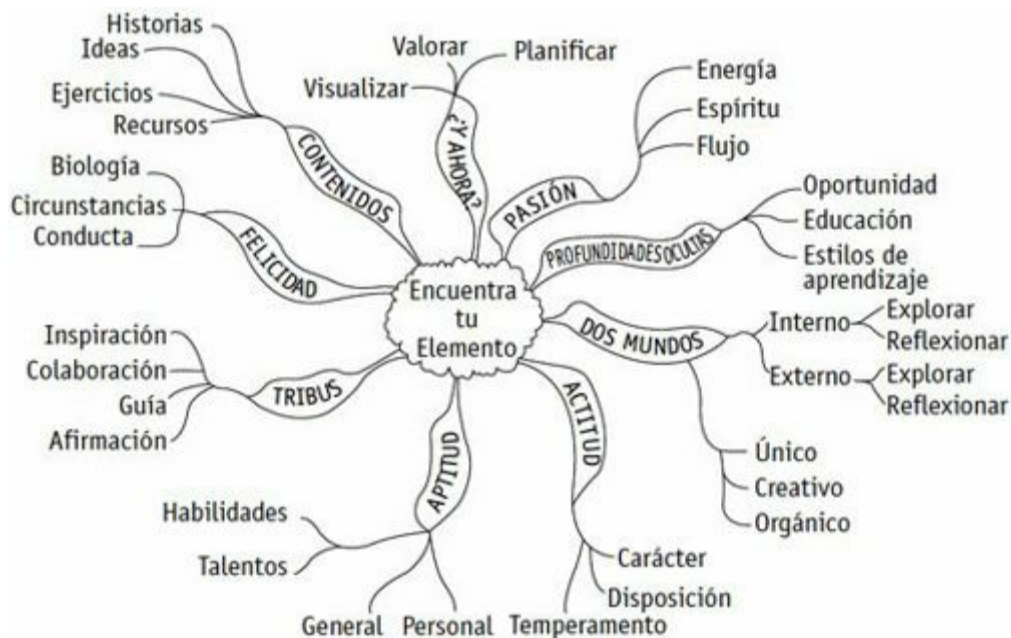 Historias
Ideas
Ejercicios
Recursos
CONTENIDOS
Valorar
Planificar
Visualizar
¿Y AHORA?
Energía
Espíritu
Flujo
PASIÓN
Oportunidad
Educación
Estilos de
aprendizaje
PROFUNDIDADES OCULTAS
Biología
Circunstancias
Conducta
FELICIDAD
Encuentra
tu
Elemento
DOS MUNDOS
Interno
Explorar
Reflexionar
Externo
Explorar
Reflexionar
Único
Creativo
Orgánico
Inspiración
Colaboración
Guía
Afirmación
TRIBUS
APTITUD
Habilidades
Talentos
General
Personal
ACTITUD
Carácter
Disposición
Temperamento